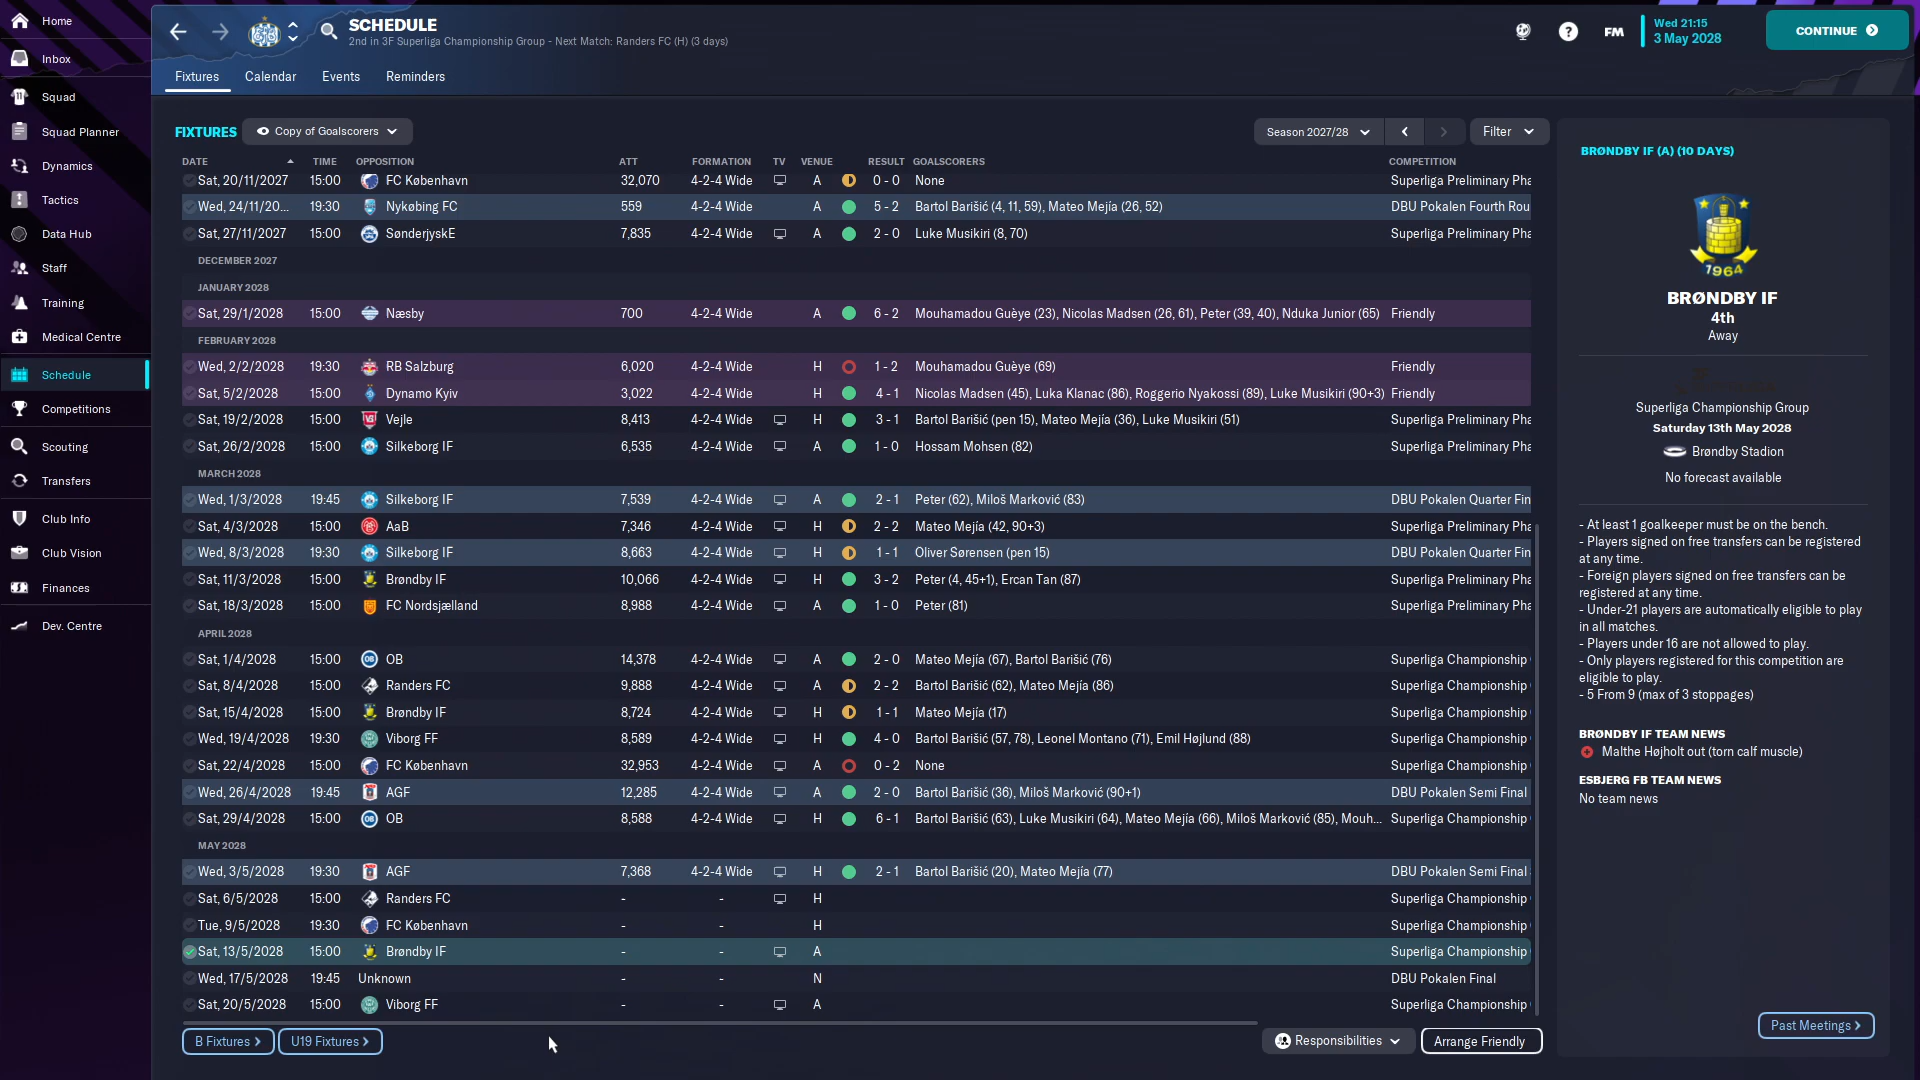 Home
Inbox
Squad
Squad Planner
Dynamics
Tactics
Data Hub
Staff
Training
Medical Centre
Schedule
Competitions
Scouting
Transfers
Club Info
Club Vision
Finances
Dev. Centre
SCHEDULE
2nd in 3F Superliga Championship Group - Next Match: Randers FC (H) (3 days)
FM
Wed 21:15
3 May 2028
CONTINUE
Fixtures Calendar Events Reminders
FIXTURES Copy of Goalscorers Season 2027/28 Filter
DATE TIME OPPOSITION ATT FORMATION TV VENUE RESULT GOALSCORERS COMPETITION
Sat, 20/11/2027 15:00 FC København 32,070 4-2-4 Wide A 0 - 0 None Superliga Preliminary Pha
Wed, 24/11/20... 19:30 Nykøbing FC 559 4-2-4 Wide A 5 - 2 Bartol Barišić (4, 11, 59), Mateo Mejía (26, 52) DBU Pokalen Fourth Rou
Sat, 27/11/2027 15:00 SønderjyskE 7,835 4-2-4 Wide A 2 - 0 Luke Musikiri (8, 70) Superliga Preliminary Pha
DECEMBER 2027
JANUARY 2028
Sat, 29/1/2028 15:00 Næsby 700 4-2-4 Wide A 6 - 2 Mouhamadou Guèye (23), Nicolas Madsen (26, 61), Peter (39, 40), Nduka Junior (65) Friendly
FEBRUARY 2028
Wed, 2/2/2028 19:30 RB Salzburg 6,020 4-2-4 Wide H 1 - 2 Mouhamadou Guèye (69) Friendly
Sat, 5/2/2028 15:00 Dynamo Kyiv 3,022 4-2-4 Wide H 4 - 1 Nicolas Madsen (45), Luka Klanac (86), Roggerio Nyakossi (89), Luke Musikiri (90+3) Friendly
Sat, 19/2/2028 15:00 Vejle 8,413 4-2-4 Wide H 3 - 1 Bartol Barišić (pen 15), Mateo Mejía (36), Luke Musikiri (51) Superliga Preliminary Pha
Sat, 26/2/2028 15:00 Silkeborg IF 6,535 4-2-4 Wide A 1 - 0 Hossam Mohsen (82) Superliga Preliminary Pha
MARCH 2028
Wed, 1/3/2028 19:45 Silkeborg IF 7,539 4-2-4 Wide A 2 - 1 Peter (62), Miloš Marković (83) DBU Pokalen Quarter Fin
Sat, 4/3/2028 15:00 AaB 7,346 4-2-4 Wide H 2 - 2 Mateo Mejía (42, 90+3) Superliga Preliminary Pha
Wed, 8/3/2028 19:30 Silkeborg IF 8,663 4-2-4 Wide H 1 - 1 Oliver Sørensen (pen 15) DBU Pokalen Quarter Fin
Sat, 11/3/2028 15:00 Brøndby IF 10,066 4-2-4 Wide H 3 - 2 Peter (4, 45+1), Ercan Tan (87) Superliga Preliminary Pha
Sat, 18/3/2028 15:00 FC Nordsjælland 8,988 4-2-4 Wide A 1 - 0 Peter (81) Superliga Preliminary Pha
APRIL 2028
Sat, 1/4/2028 15:00 OB 14,378 4-2-4 Wide A 2 - 0 Mateo Mejía (67), Bartol Barišić (76) Superliga Championship
Sat, 8/4/2028 15:00 Randers FC 9,888 4-2-4 Wide A 2 - 2 Bartol Barišić (62), Mateo Mejía (86) Superliga Championship
Sat, 15/4/2028 15:00 Brøndby IF 8,724 4-2-4 Wide H 1 - 1 Mateo Mejía (17) Superliga Championship
Wed, 19/4/2028 19:30 Viborg FF 8,589 4-2-4 Wide H 4 - 0 Bartol Barišić (57, 78), Leonel Montano (71), Emil Højlund (88) Superliga Championship
Sat, 22/4/2028 15:00 FC København 32,953 4-2-4 Wide A 0 - 2 None Superliga Championship
Wed, 26/4/2028 19:45 AGF 12,285 4-2-4 Wide A 2 - 0 Bartol Barišić (36), Miloš Marković (90+1) DBU Pokalen Semi Final
Sat, 29/4/2028 15:00 OB 8,588 4-2-4 Wide H 6 - 1 Bartol Barišić (63), Luke Musikiri (64), Mateo Mejía (66), Miloš Marković (85), Mouh... Superliga Championship
MAY 2028
Wed, 3/5/2028 19:30 AGF 7,368 4-2-4 Wide H 2 - 1 Bartol Barišić (20), Mateo Mejía (77) DBU Pokalen Semi Final
Sat, 6/5/2028 15:00 Randers FC - - H Superliga Championship
Tue, 9/5/2028 19:30 FC København - - H Superliga Championship
Sat, 13/5/2028 15:00 Brøndby IF - - A Superliga Championship
Wed, 17/5/2028 19:45 Unknown - - N DBU Pokalen Final
Sat, 20/5/2028 15:00 Viborg FF - - A Superliga Championship
B Fixtures U19 Fixtures Responsibilities Arrange Friendly
BRØNDBY IF (A) (10 DAYS)
1964
BRØNDBY IF
4th
Away
Superliga Championship Group
Saturday 13th May 2028
Brøndby Stadion
No forecast available
- At least 1 goalkeeper must be on the bench.
- Players signed on free transfers can be registered
at any time.
- Foreign players signed on free transfers can be
registered at any time.
- Under-21 players are automatically eligible to play
in all matches.
- Players under 16 are not allowed to play.
- Only players registered for this competition are
eligible to play.
- 5 From 9 (max of 3 stoppages)
BRØNDBY IF TEAM NEWS
Malthe Højholt out (torn calf muscle)
ESBJERG FB TEAM NEWS
No team news
Past Meetings